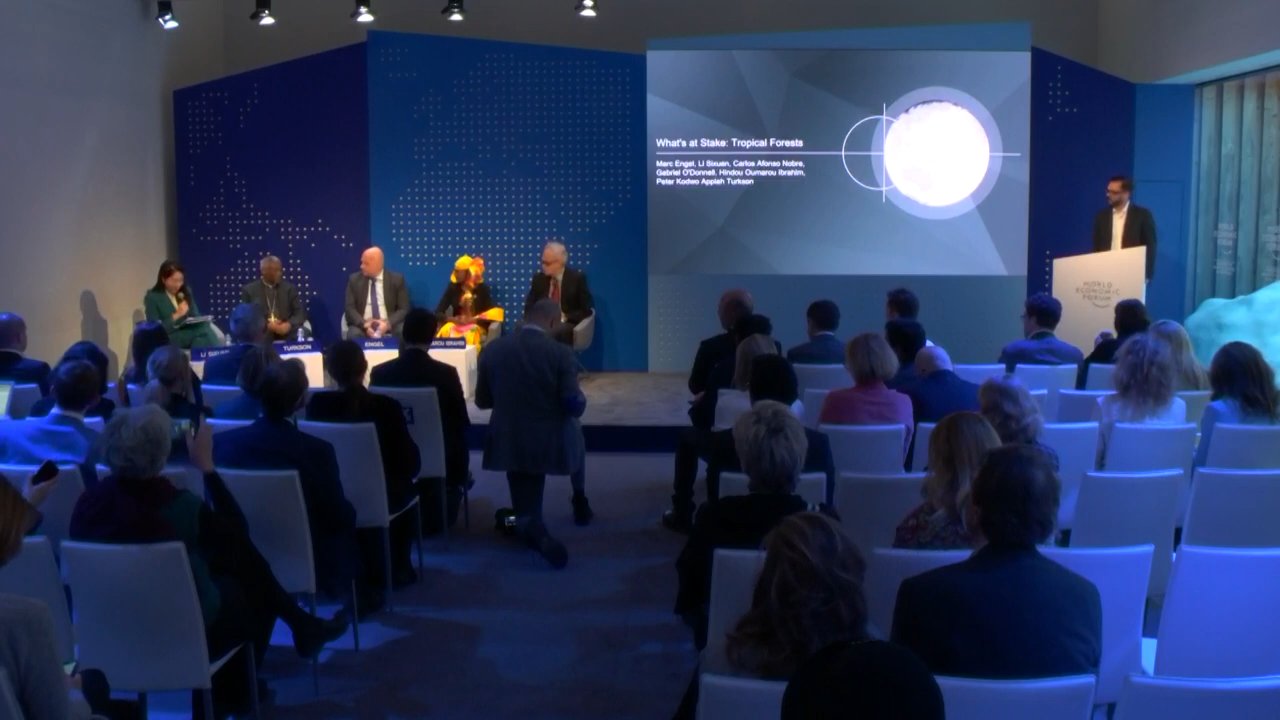 What's at Stake: Tropical Forests
Marc Engel, Li Sixuan, Carlos Afonso Nobre,
Gabriel O'Donnell, Hindou Oumarou Ibrahim,
Peter Kodwo Appiah Turkson
WORLD
ECONOMIC
FORUM
TURKSON
ENGEL
IBRAHIM